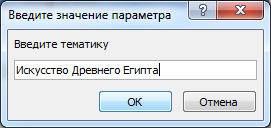 Введите значение параметра
Введите тематику
Искусство Древнего Египта
OK
Отмена